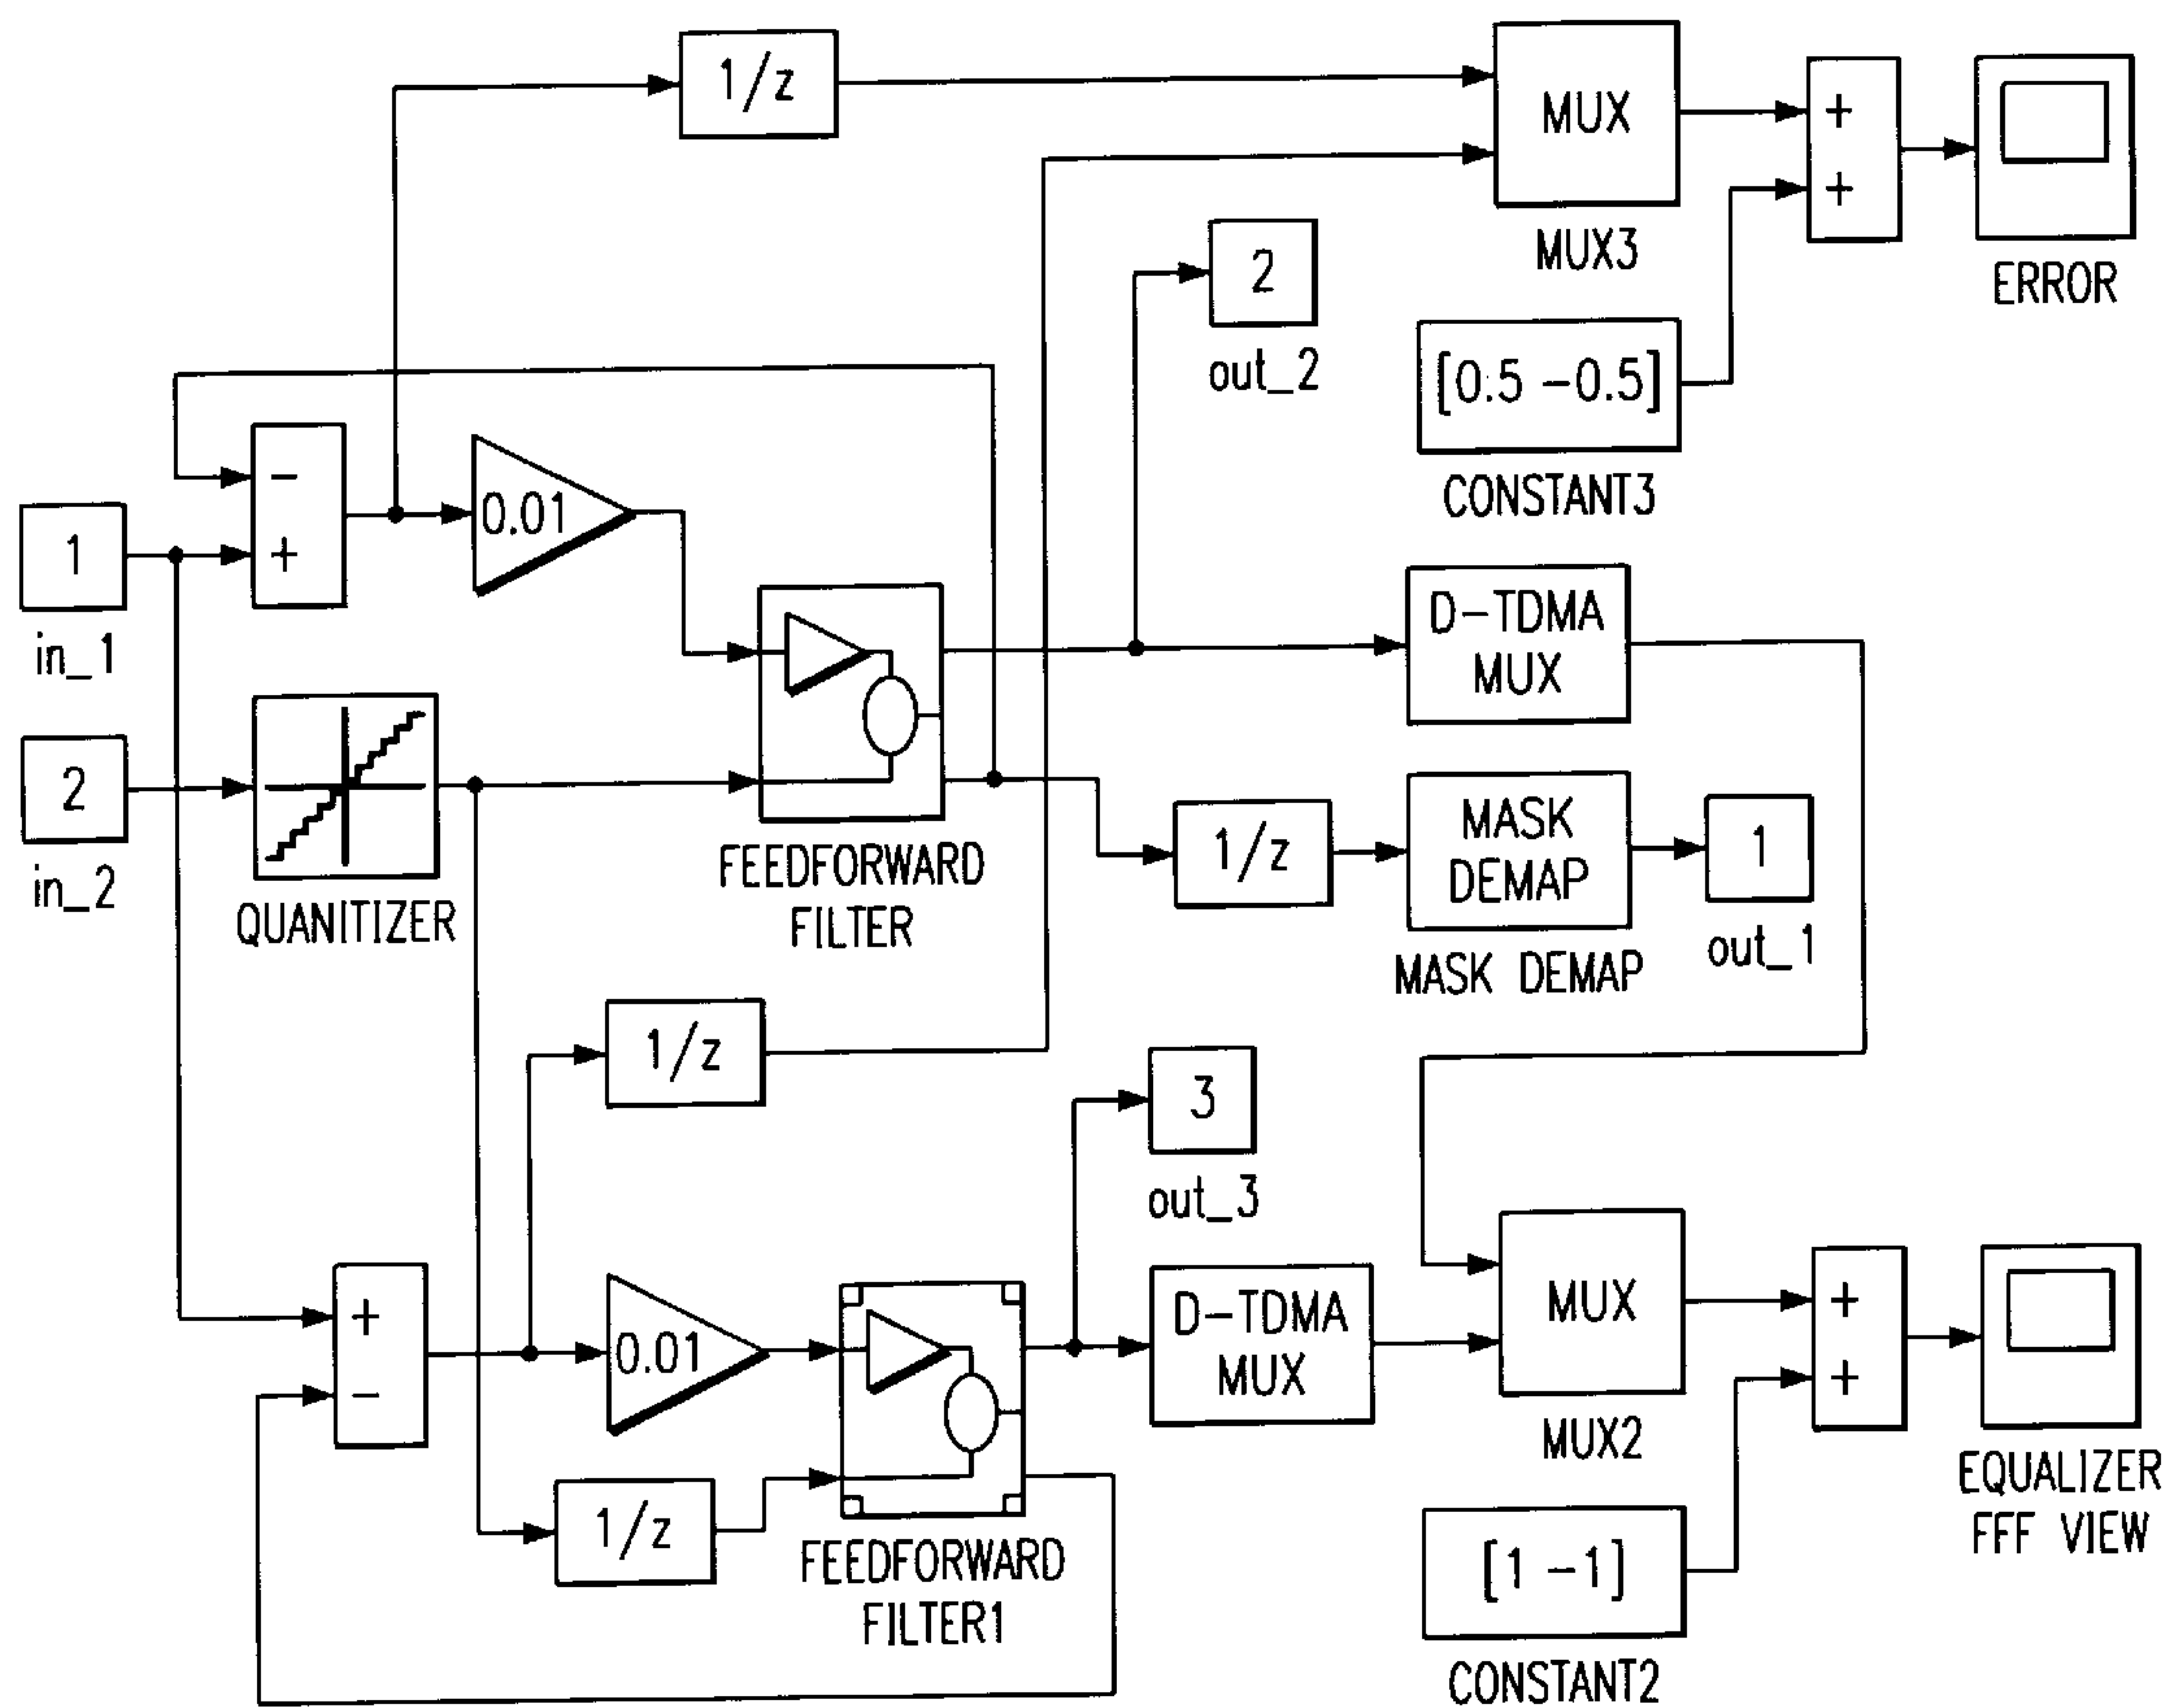 1/z
MUX
MUX3
+
+
ERROR
2
out_2
[0.5 -0.5]
CONSTANT3
-
+
0.01
1
in_1
2
in_2
QUANITIZER
FEEDFORWARD
FILTER
D-TDMA
MUX
1/z
MASK
DEMAP
MASK DEMAP
1
out_1
1/z
3
out_3
+
-
0.01
1/z
FEEDFORWARD
FILTER1
D-TDMA
MUX
MUX
MUX2
+
+
EQUALIZER
FFF VIEW
[1 -1]
CONSTANT2